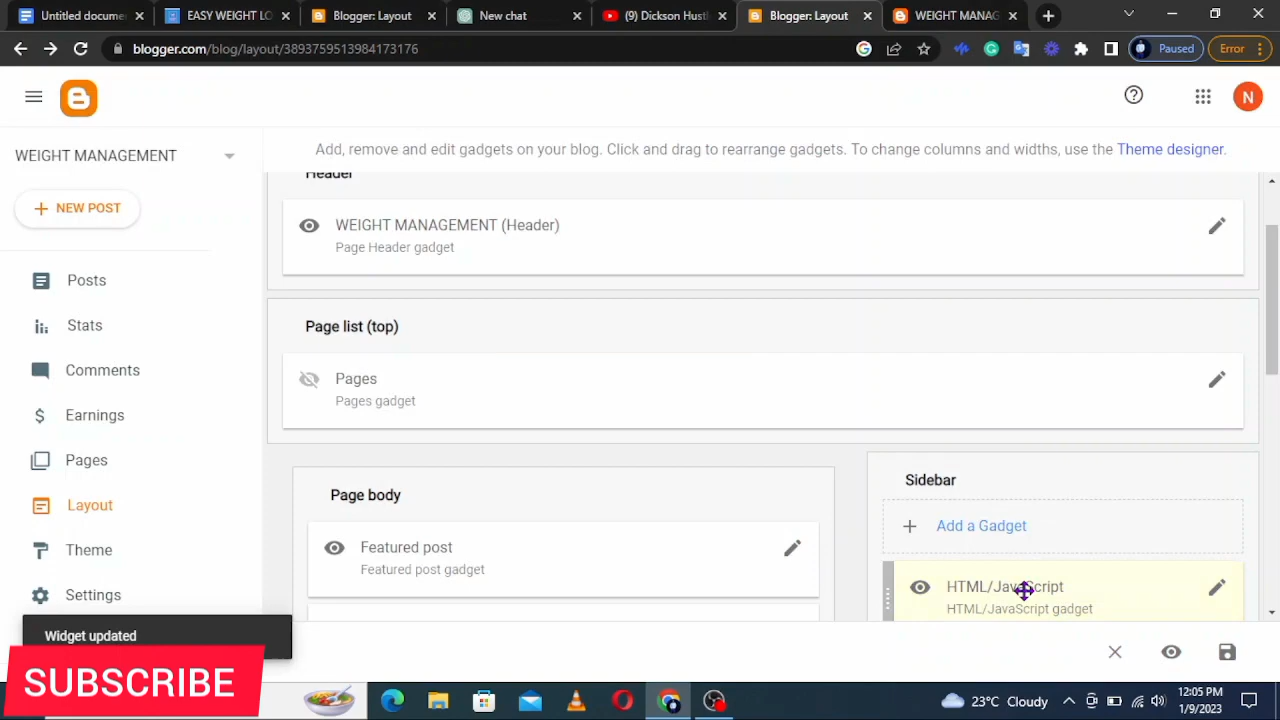 Untitled documen
EASY WEIGHT LO
Blogger: Layout
New chat
(9) Dickson Hustl
Blogger: Layout
WEIGHT MANAG
blogger.com/blog/layout/3893759513984173176
Paused
Error
N
WEIGHT MANAGEMENT
Add, remove and edit gadgets on your blog. Click and drag to rearrange gadgets. To change columns and widths, use the Theme designer.
Header
NEW POST
WEIGHT MANAGEMENT (Header)
Page Header gadget
Posts
Stats
Page list (top)
Comments
Pages
Pages gadget
Earnings
Pages
Sidebar
Page body
Layout
Add a Gadget
Theme
Featured post
Featured post gadget
Settings
HTML/JavaScript
HTML/JavaScript gadget
Widget updated
SUBSCRIBE
23°C Cloudy
12:05 PM
1/9/2023